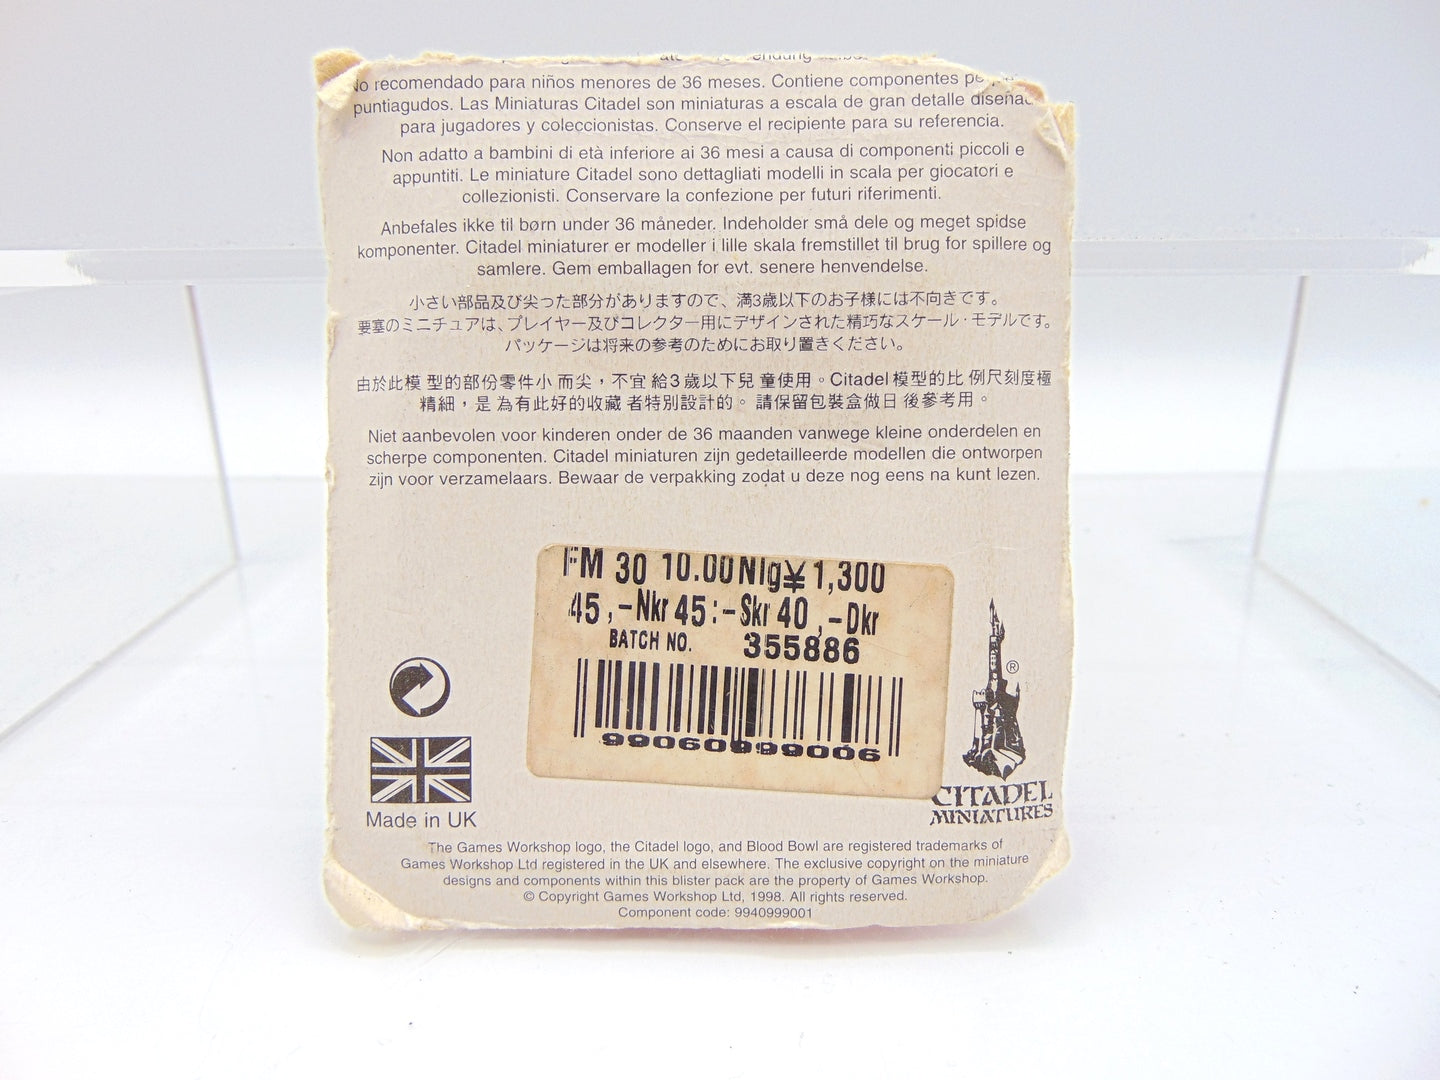 No recomendado para niños menores de 36 meses. Contiene componentes
puntiagudos. Las Miniaturas Citadel son miniaturas a escala de gran detalle
para jugadores y coleccionistas. Conserve el recipiente para su referencia.
Non adatto a bambini di età inferiore ai 36 mesi a causa di componenti piccoli e
appuntiti. Le miniature Citadel sono dettagliati modelli in scala per giocatori e
collezionisti. Conservare la confezione per futuri riferimenti.
Anbefales ikke til børn under 36 måneder. Indeholder små dele og meget spidse
komponenter. Citadel miniaturer er modeller i lille skala fremstillet til brug for spillere og
samlere. Gem emballagen for evt. senere henvendelse.
小さい部品及び尖った部分がありますので、満3歳以下のお子様には不向きです。
要塞のミニチュアは、プレイヤー及びコレクター用にデザインされた精巧なスケール・モデルです。
パッケージは将来の参考のためにお取り置きください。
由於此模 型的部份零件小 而尖，不宜 給3歲以下兒 童使用。Citadel模型的比 例尺刻度極
精細，是 為有此好的收藏 者特別設計的。 請保留包裝盒做日 後參考用。
Niet aanbevolen voor kinderen onder de 36 maanden vanwege kleine onderdelen en
scherpe componenten. Citadel miniaturen zijn gedetailleerde modellen die ontworpen
zijn voor verzamelaars. Bewaar de verpakking zodat u deze nog eens na kunt lezen.
FM 30 10.00Nlg¥1,300
45,-Nkr 45:-Skr 40,-Dkr
BATCH NO. 355886
99060999006
®
CITADEL
MINIATURES
Made in UK
The Games Workshop logo, the Citadel logo, and Blood Bowl are registered trademarks of
Games Workshop Ltd registered in the UK and elsewhere. The exclusive copyright on the miniature
designs and components within this blister pack are the property of Games Workshop.
© Copyright Games Workshop Ltd, 1998. All rights reserved.
Component code: 9940999001